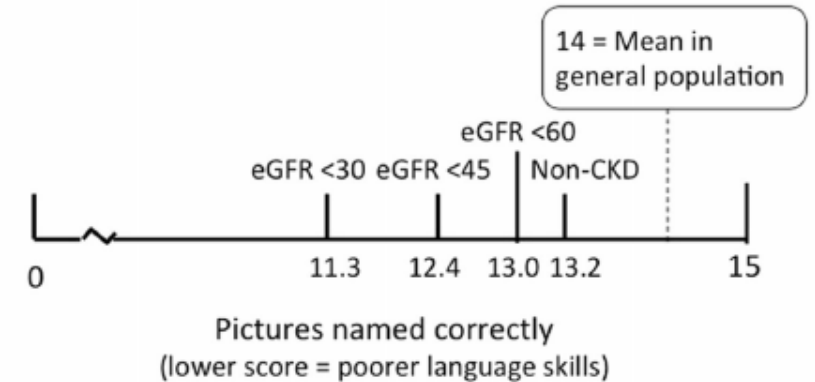 14 = Mean in
general population
eGFR <60
eGFR <30 eGFR <45 Non-CKD
0 11.3 12.4 13.0 13.2 15
Pictures named correctly
(lower score = poorer language skills)